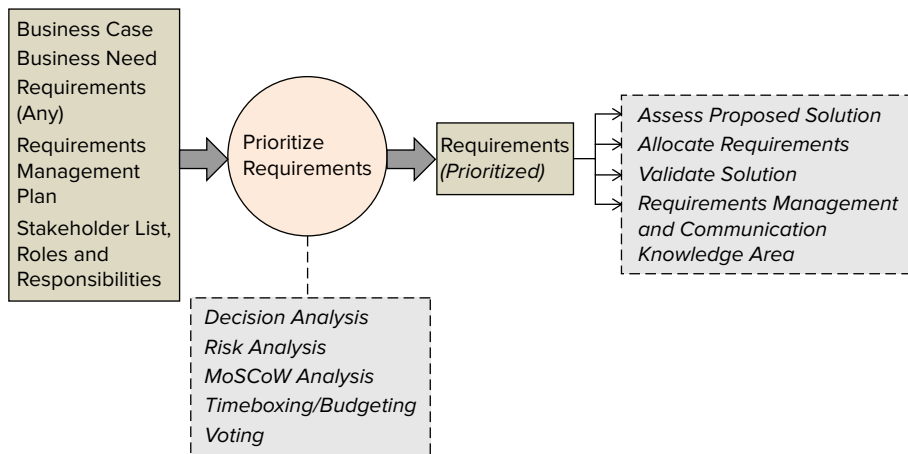 Business Case
Business Need
Requirements
(Any)
Requirements
Management
Plan
Stakeholder List,
Roles and
Responsibilities
Prioritize
Requirements
Requirements
(Prioritized)
Assess Proposed Solution
Allocate Requirements
Validate Solution
Requirements Management
and Communication
Knowledge Area
Decision Analysis
Risk Analysis
MoSCoW Analysis
Timeboxing/Budgeting
Voting